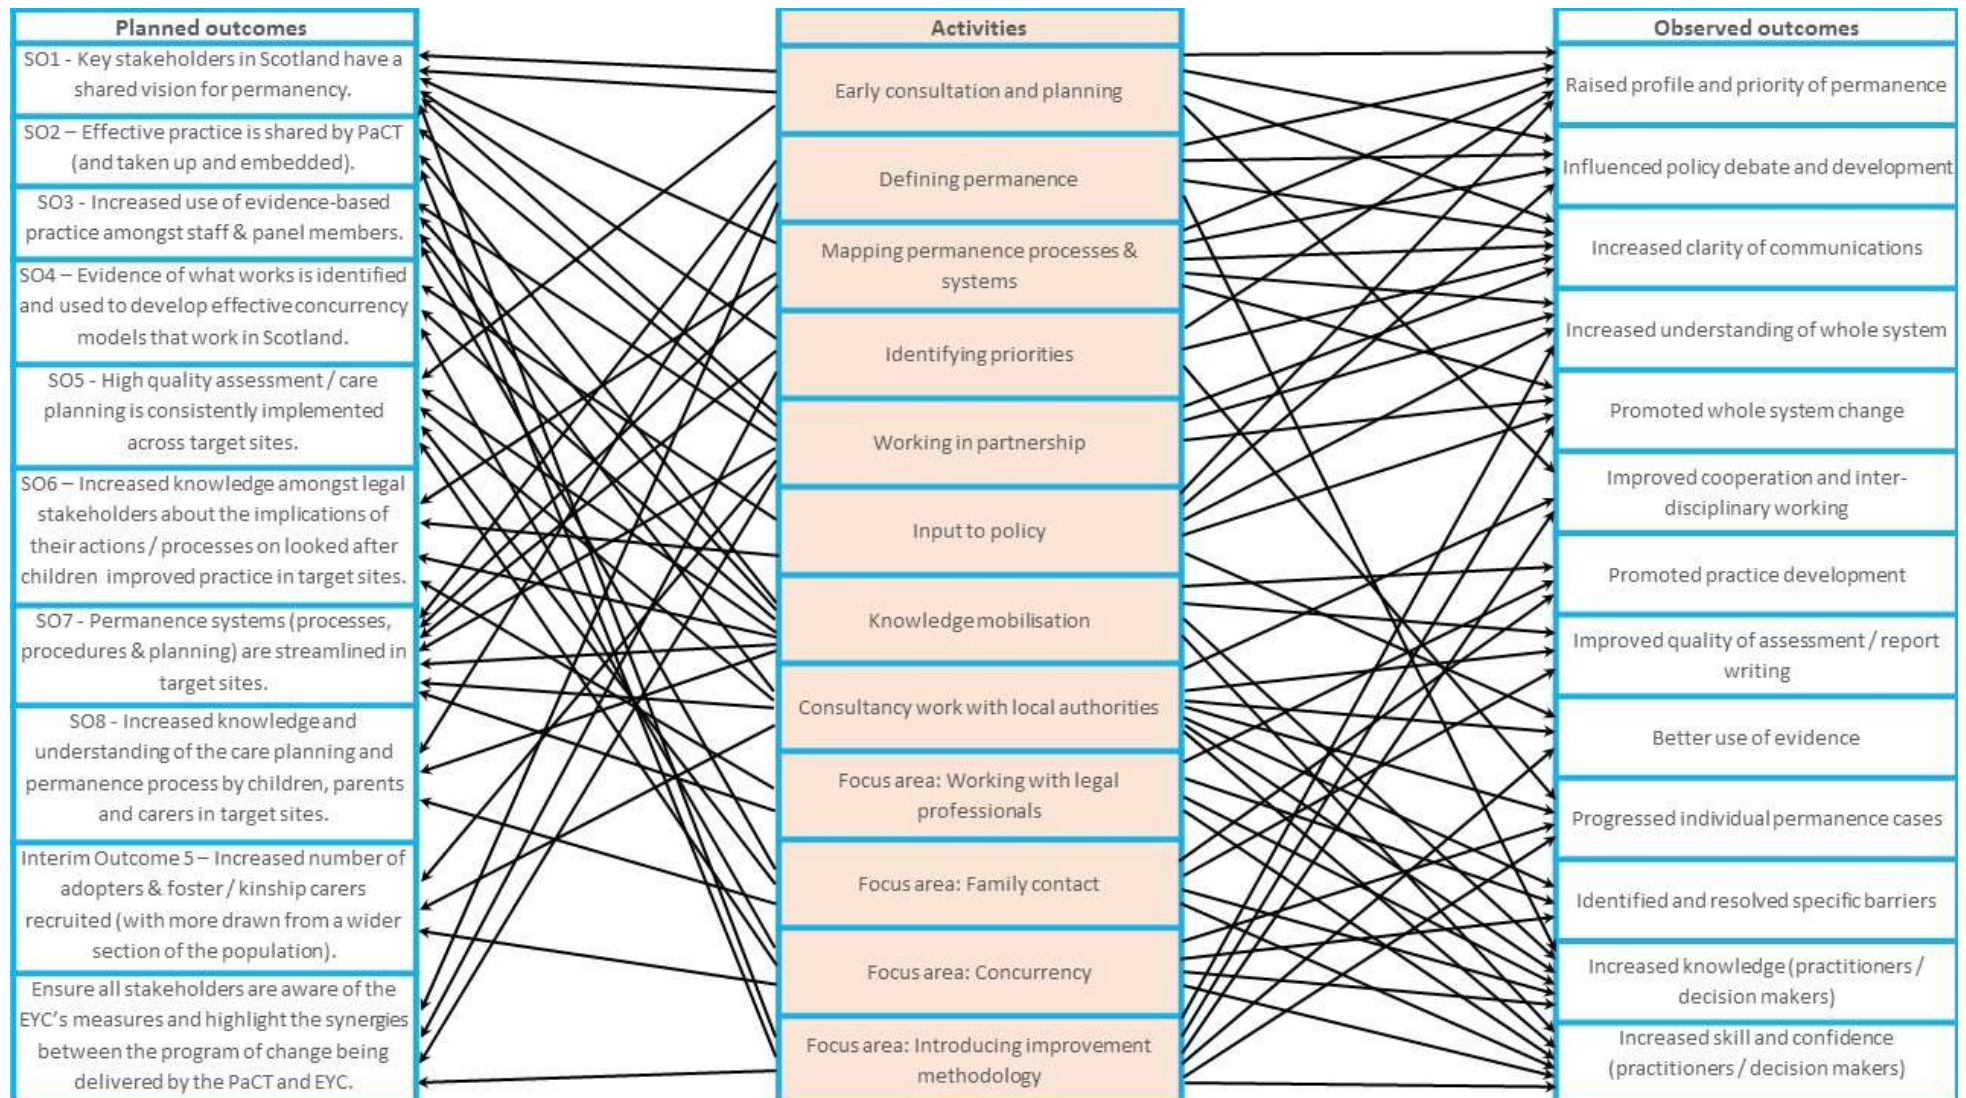 Planned outcomes
SO1 - Key stakeholders in Scotland have a
shared vision for permanency.
SO2 – Effective practice is shared by PaCT
(and taken up and embedded).
SO3 - Increased use of evidence-based
practice amongst staff & panel members.
SO4 – Evidence of what works is identified
and used to develop effective concurrency
models that work in Scotland.
SO5 - High quality assessment / care
planning is consistently implemented
across target sites.
SO6 – Increased knowledge amongst legal
stakeholders about the implications of
their actions / processes on looked after
children improved practice in target sites.
SO7 - Permanence systems (processes,
procedures & planning) are streamlined in
target sites.
SO8 - Increased knowledge and
understanding of the care planning and
permanence process by children, parents
and carers in target sites.
Interim Outcome 5 – Increased number of
adopters & foster / kinship carers
recruited (with more drawn from a wider
section of the population).
Ensure all stakeholders are aware of the
EYC's measures and highlight the synergies
between the program of change being
delivered by the PaCT and EYC.
Activities
Early consultation and planning
Defining permanence
Mapping permanence processes &
systems
Identifying priorities
Working in partnership
Input to policy
Knowledge mobilisation
Consultancy work with local authorities
Focus area: Working with legal
professionals
Focus area: Family contact
Focus area: Concurrency
Focus area: Introducing improvement
methodology
Observed outcomes
Raised profile and priority of permanence
Influenced policy debate and development
Increased clarity of communications
Increased understanding of whole system
Promoted whole system change
Improved cooperation and inter-
disciplinary working
Promoted practice development
Improved quality of assessment / report
writing
Better use of evidence
Progressed individual permanence cases
Identified and resolved specific barriers
Increased knowledge (practitioners /
decision makers)
Increased skill and confidence
(practitioners / decision makers)